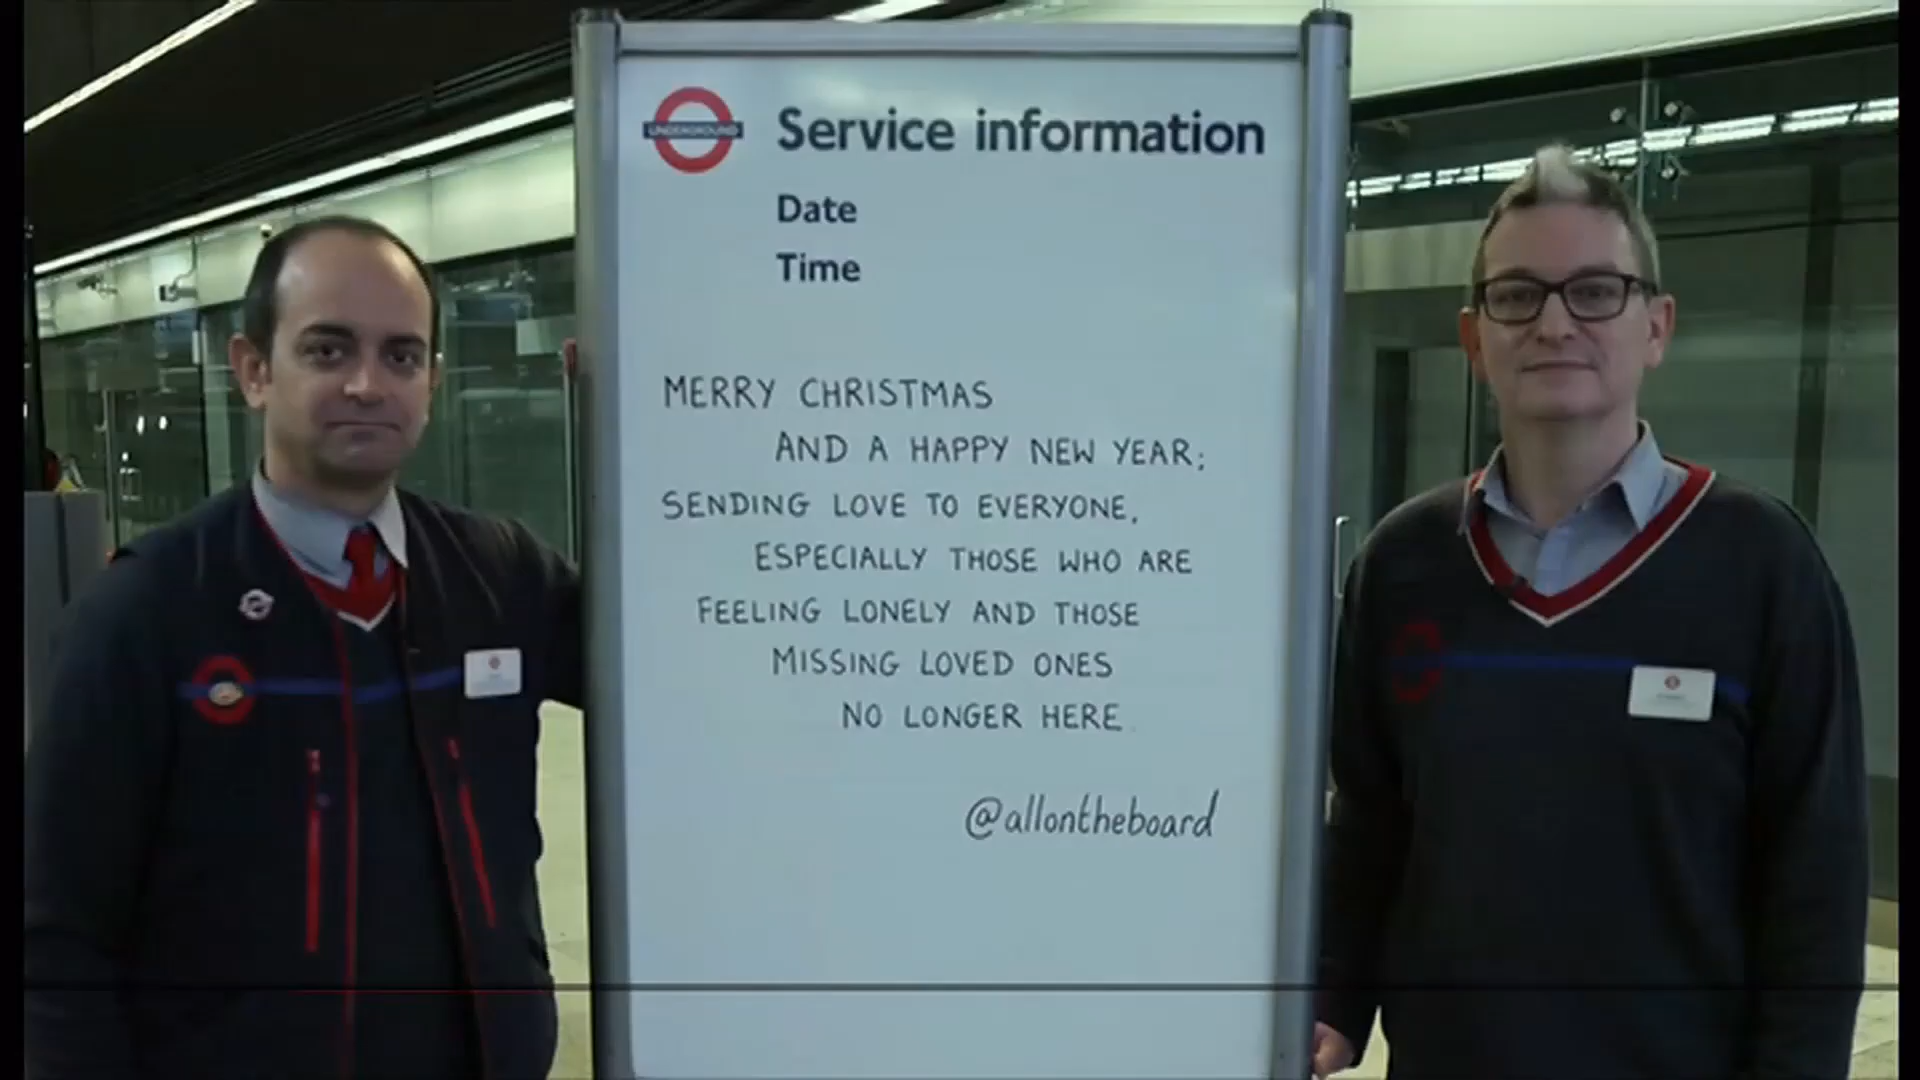 UNDERGROUND
Service information
Date
Time
MERRY CHRISTMAS
AND A HAPPY NEW YEAR;
SENDING LOVE TO EVERYONE,
ESPECIALLY THOSE WHO ARE
FEELING LONELY AND THOSE
MISSING LOVED ONES
NO LONGER HERE.
@allontheboard